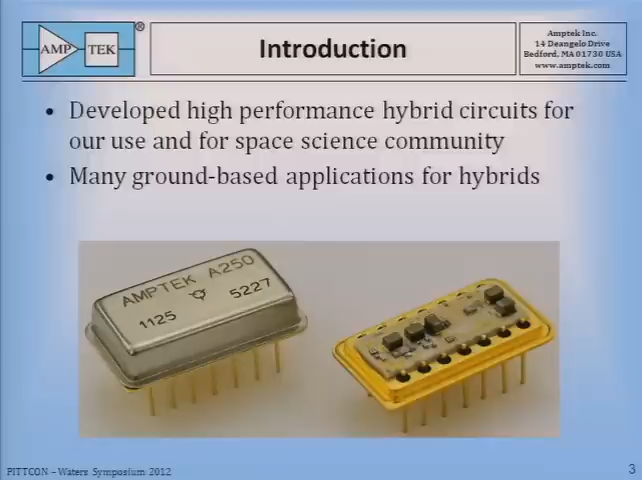 AMP TEK ®
Introduction
Amptek Inc.
14 Deangelo Drive
Bedford, MA 01730 USA
www.amptek.com
• Developed high performance hybrid circuits for
our use and for space science community
• Many ground-based applications for hybrids
AMPTEK A250
1125 5227
PITTCON – Waters Symposium 2012
3